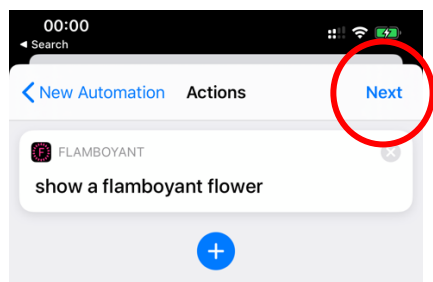 00:00
◀ Search
New Automation Actions Next
F FLAMBOYANT
show a flamboyant flower